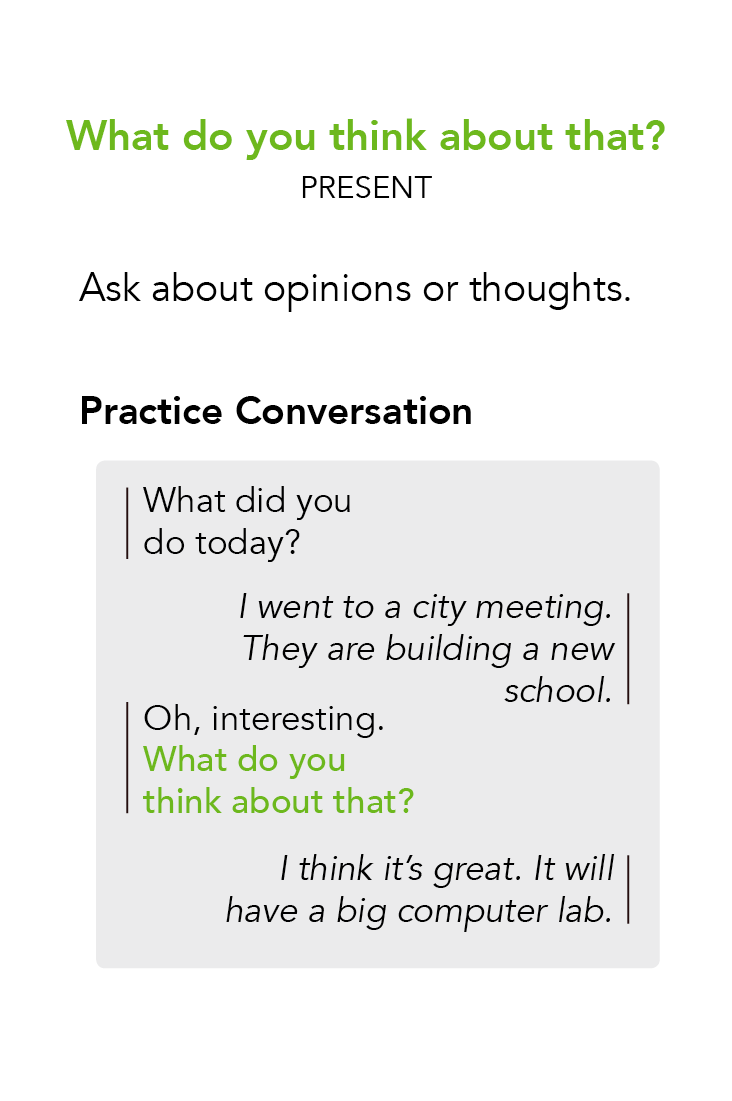 What do you think about that?
PRESENT
Ask about opinions or thoughts.
Practice Conversation
What did you
do today?
I went to a city meeting.
They are building a new
school.
Oh, interesting.
What do you
think about that?
I think it’s great. It will
have a big computer lab.